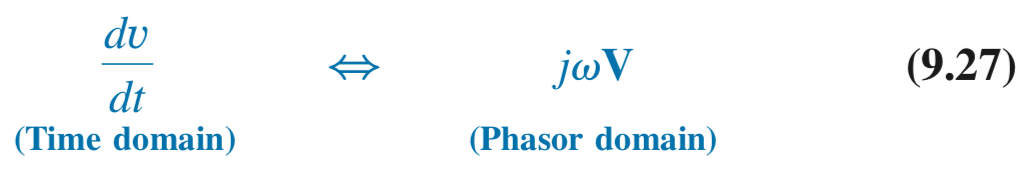 dv
dt ⇔ jωV (9.27)
(Time domain) (Phasor domain)